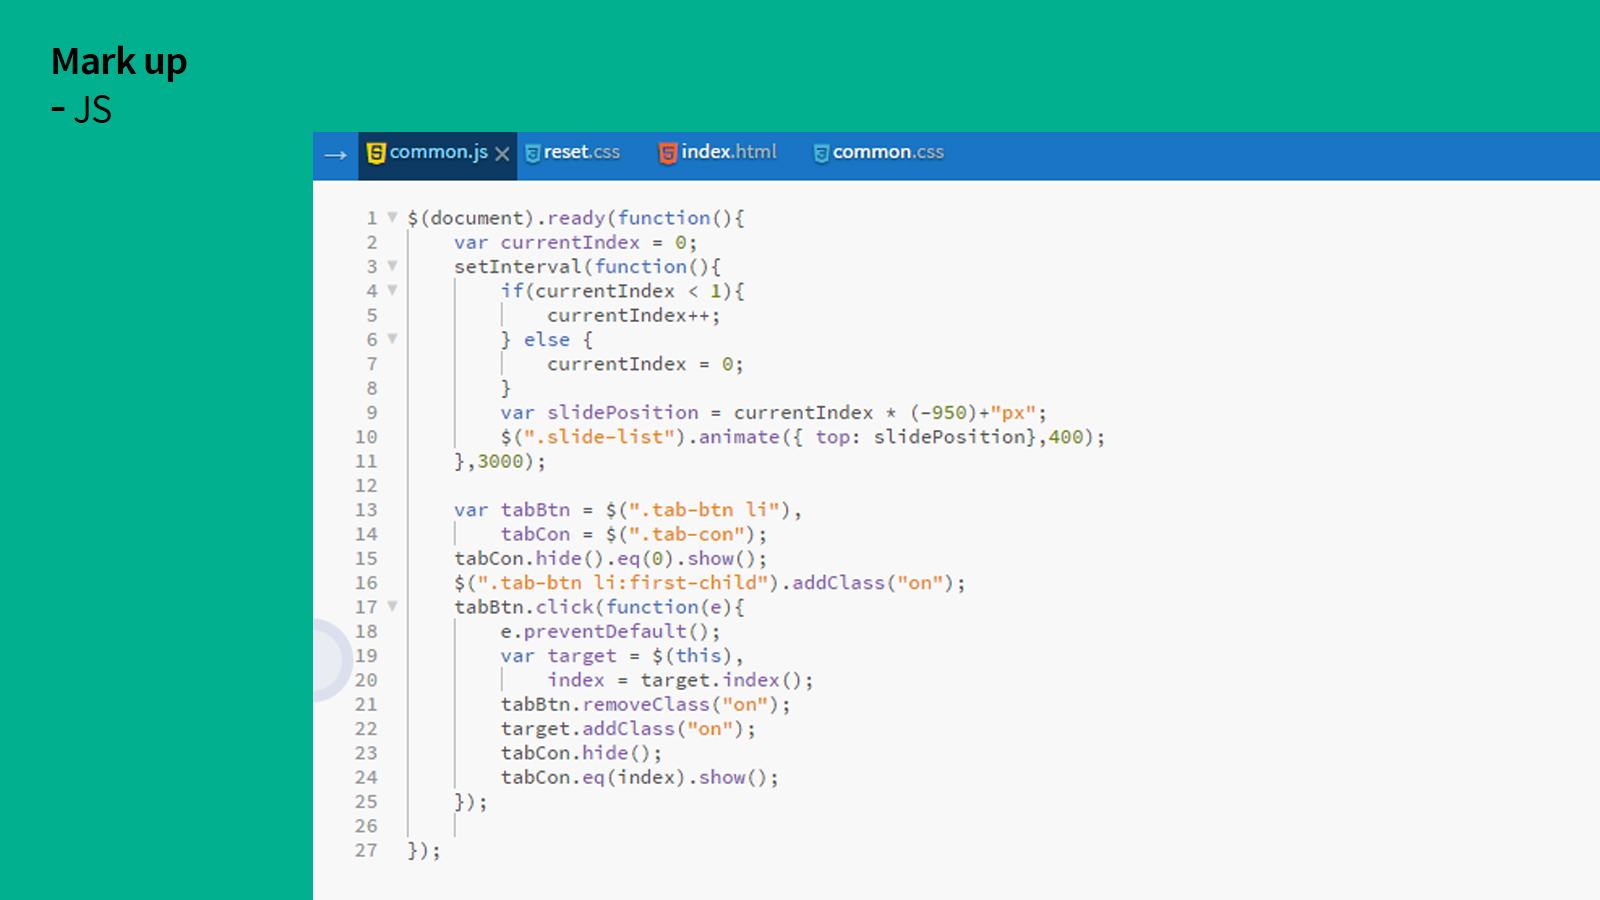 Mark up
- JS
→ common.js × reset.css index.html common.css
1 $(document).ready(function(){
2 var currentIndex = 0;
3 setInterval(function(){
4 if(currentIndex < 1){
5 currentIndex++;
6 } else {
7 currentIndex = 0;
8 }
9 var slidePosition = currentIndex * (-950)+"px";
10 $(".slide-list").animate({ top: slidePosition},400);
11 },3000);
12
13 var tabBtn = $(".tab-btn li"),
14 tabCon = $(".tab-con");
15 tabCon.hide().eq(0).show();
16 $(".tab-btn li:first-child").addClass("on");
17 tabBtn.click(function(e){
18 e.preventDefault();
19 var target = $(this),
20 index = target.index();
21 tabBtn.removeClass("on");
22 target.addClass("on");
23 tabCon.hide();
24 tabCon.eq(index).show();
25 });
26
27 });